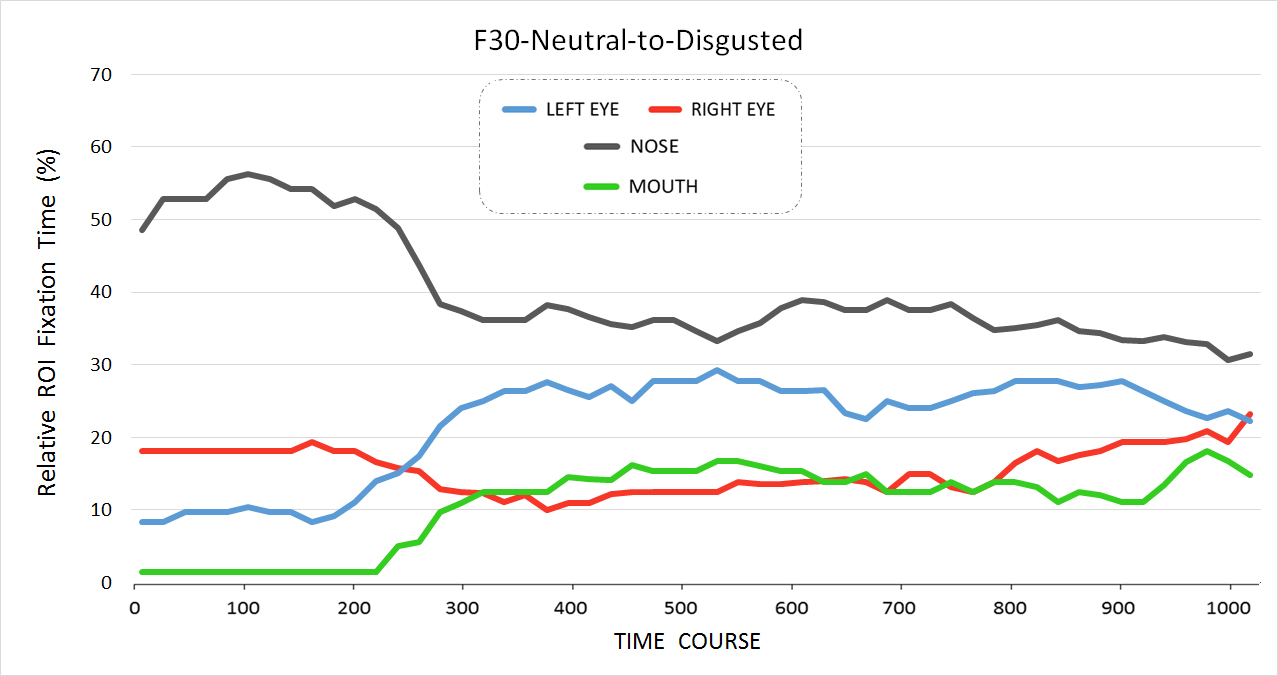 F30-Neutral-to-Disgusted
70
LEFT EYE RIGHT EYE
60
NOSE
MOUTH
50
40
30
20
10
0
Relative ROI Fixation Time (%)
0 100 200 300 400 500 600 700 800 900 1000
TIME COURSE